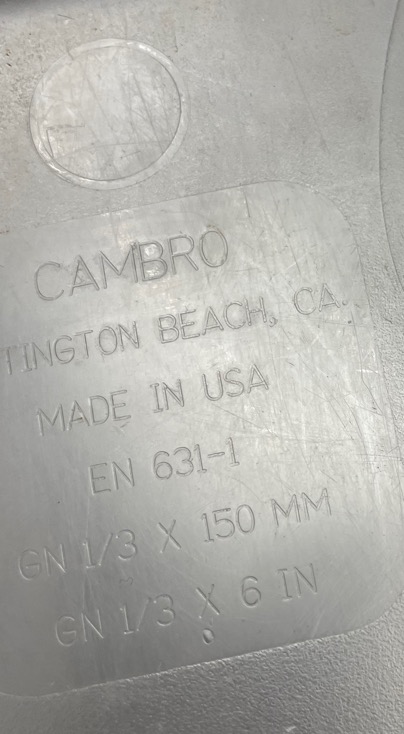 CAMBRO
TINGTON BEACH, CA.
MADE IN USA
EN 631-1
GN 1/3 X 150 MM
GN 1/3 X 6 IN